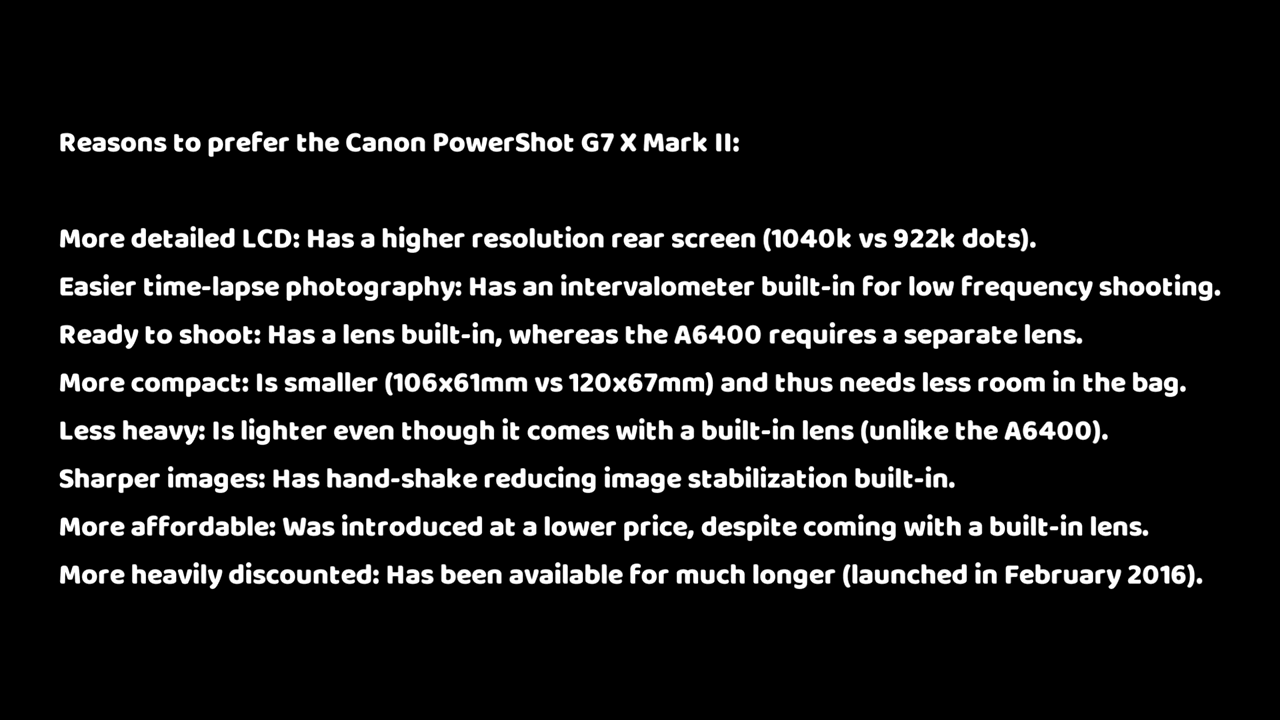 Reasons to prefer the Canon PowerShot G7 X Mark II:
More detailed LCD: Has a higher resolution rear screen (1040k vs 922k dots).
Easier time-lapse photography: Has an intervalometer built-in for low frequency shooting.
Ready to shoot: Has a lens built-in, whereas the A6400 requires a separate lens.
More compact: Is smaller (106x61mm vs 120x67mm) and thus needs less room in the bag.
Less heavy: Is lighter even though it comes with a built-in lens (unlike the A6400).
Sharper images: Has hand-shake reducing image stabilization built-in.
More affordable: Was introduced at a lower price, despite coming with a built-in lens.
More heavily discounted: Has been available for much longer (launched in February 2016).